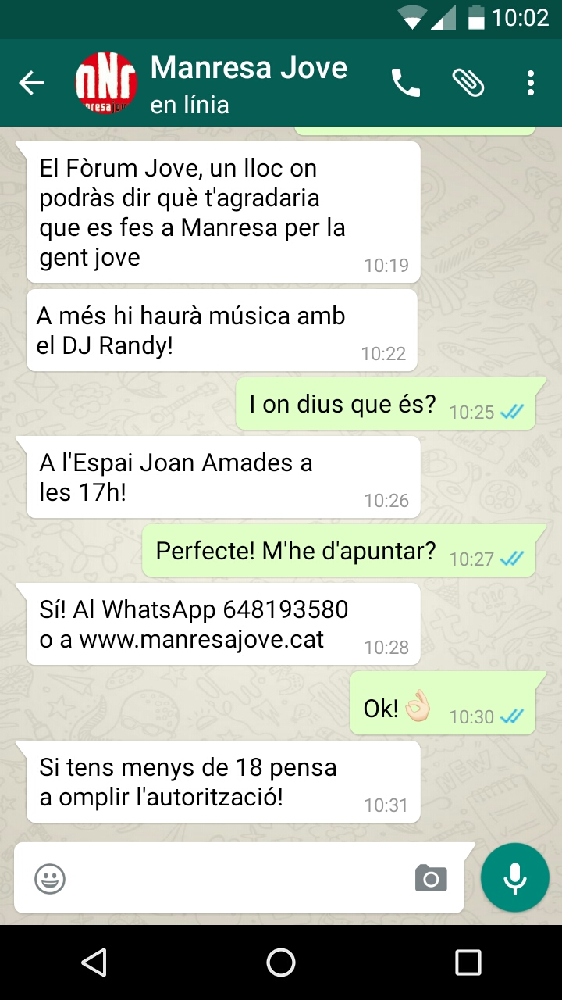 10:02
Manresa Jove
en línia
nNr
El Fòrum Jove, un lloc on
podràs dir què t'agradaria
que es fes a Manresa per la
gent jove
10:19
A més hi haurà música amb
el DJ Randy!
10:22
I on dius que és?
10:25
A l'Espai Joan Amades a
les 17h!
10:26
Perfecte! M'he d'apuntar?
10:27
Sí! Al WhatsApp 648193580
o a www.manresajove.cat
10:28
Ok!👌🏻
10:30
Si tens menys de 18 pensa
a omplir l'autorització!
10:31